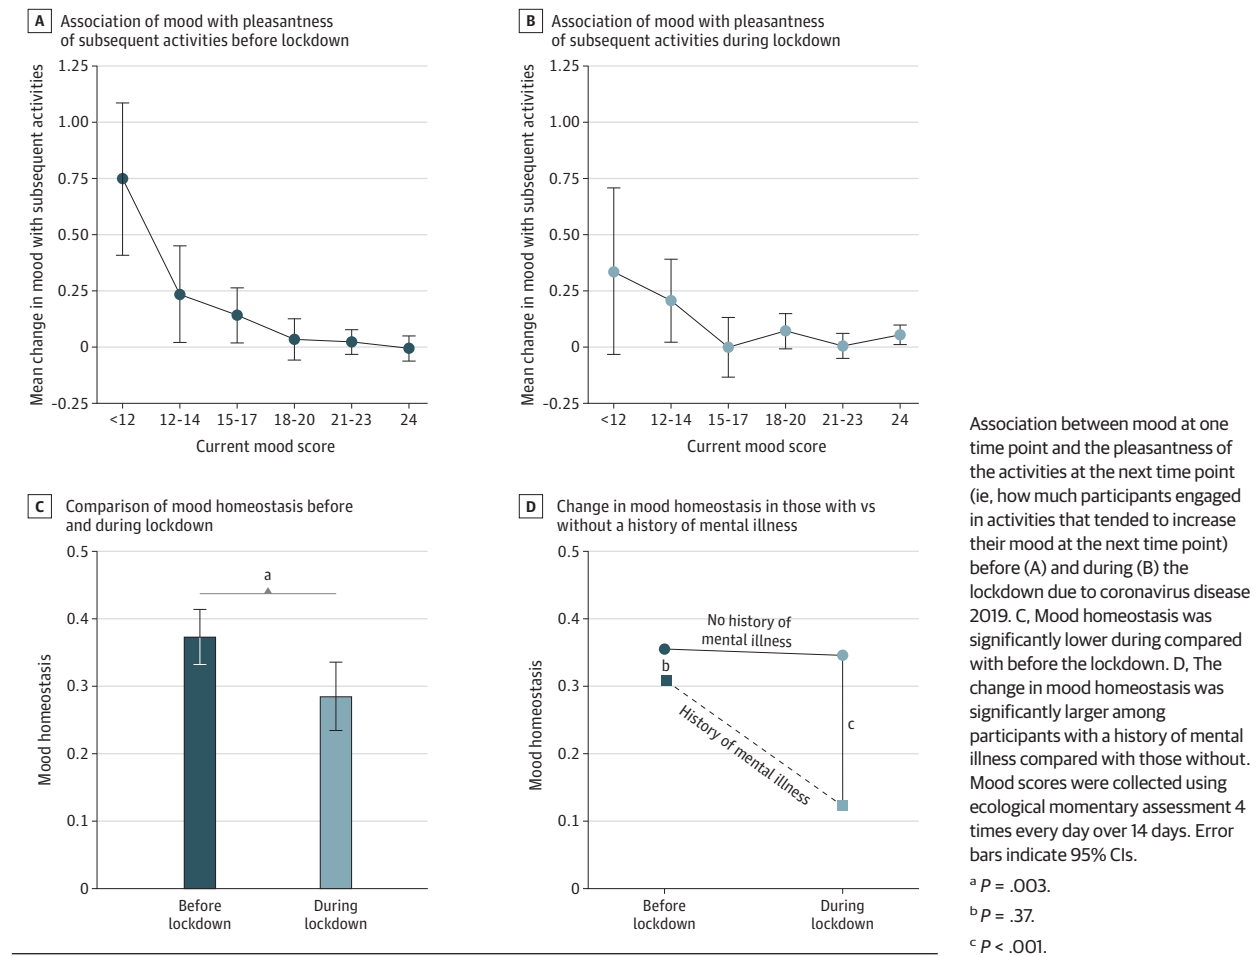 A Association of mood with pleasantness
of subsequent activities before lockdown
1.25
1.00
0.75
0.50
0.25
0
-0.25
Mean change in mood with subsequent activities
<12 12-14 15-17 18-20 21-23 24
Current mood score
B Association of mood with pleasantness
of subsequent activities during lockdown
1.25
1.00
0.75
0.50
0.25
0
-0.25
Mean change in mood with subsequent activities
<12 12-14 15-17 18-20 21-23 24
Current mood score
C Comparison of mood homeostasis before
and during lockdown
0.5
0.4
0.3
0.2
0.1
0
Mood homeostasis
a
Before
lockdown
During
lockdown
D Change in mood homeostasis in those with vs
without a history of mental illness
0.5
0.4
0.3
0.2
0.1
0
Mood homeostasis
No history of
mental illness
b
History of mental illness
c
Before
lockdown
During
lockdown
Association between mood at one
time point and the pleasantness of
the activities at the next time point
(ie, how much participants engaged
in activities that tended to increase
their mood at the next time point)
before (A) and during (B) the
lockdown due to coronavirus disease
2019. C, Mood homeostasis was
significantly lower during compared
with before the lockdown. D, The
change in mood homeostasis was
significantly larger among
participants with a history of mental
illness compared with those without.
Mood scores were collected using
ecological momentary assessment 4
times every day over 14 days. Error
bars indicate 95% CIs.
a P = .003.
b P = .37.
c P < .001.